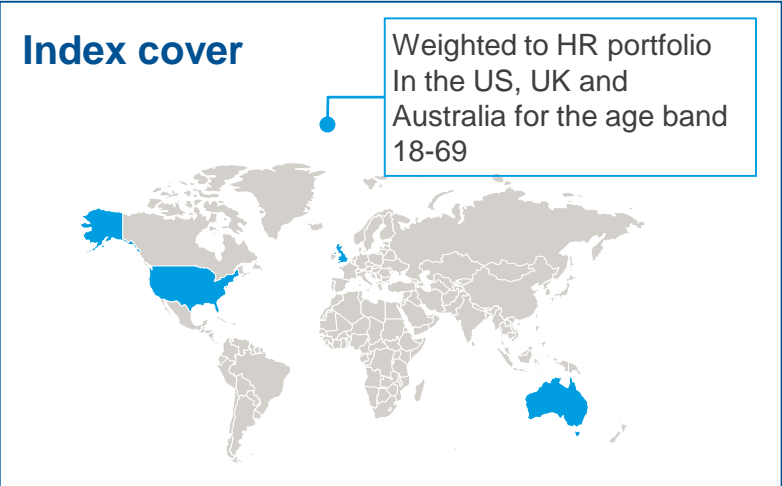 Index cover
Weighted to HR portfolio
In the US, UK and
Australia for the age band
18-69